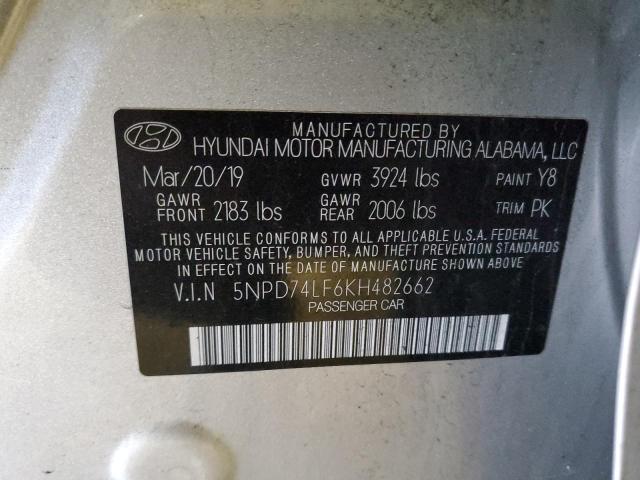 MANUFACTURED BY
HYUNDAI MOTOR MANUFACTURING ALABAMA, LLC
Mar/20/19 GVWR 3924 lbs PAINT Y8
GAWR FRONT 2183 lbs GAWR REAR 2006 lbs TRIM PK
THIS VEHICLE CONFORMS TO ALL APPLICABLE U.S.A. FEDERAL
MOTOR VEHICLE SAFETY, BUMPER, AND THEFT PREVENTION STANDARDS
IN EFFECT ON THE DATE OF MANUFACTURE SHOWN ABOVE.
V.I.N 5NPD74LF6KH482662
PASSENGER CAR